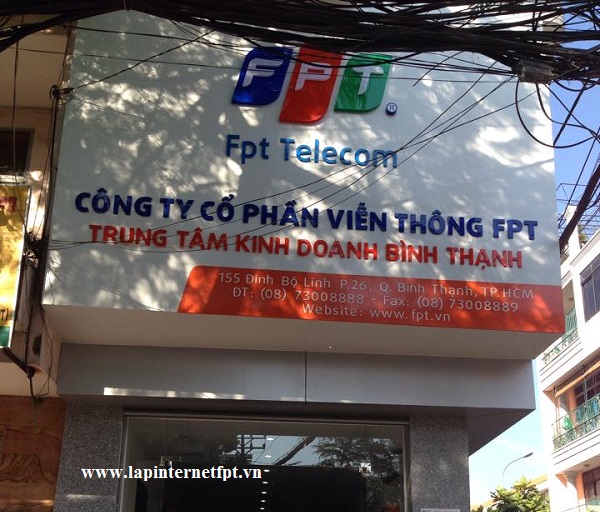 FPT
®
Fpt Telecom
CÔNG TY CỔ PHẦN VIỄN THÔNG FPT
TRUNG TÂM KINH DOANH BÌNH THẠNH
155 Đinh Bộ Lĩnh P.26, Q. Bình Thạnh, TP.HCM
ĐT: (08) 73008888 - Fax: (08) 73008889
Website: www.fpt.vn
www.lapinternetfpt.vn